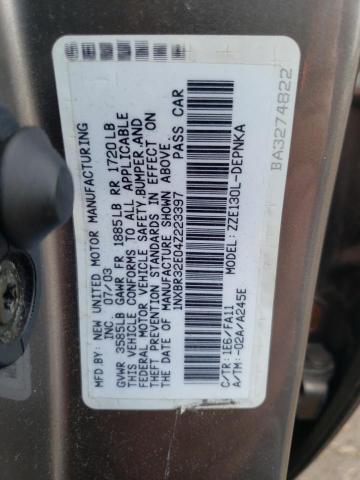 MFD.BY: NEW UNITED MOTOR MANUFACTURING
INC. 07/03
GVWR 3585LB GAWR FR 1885LB RR 1720LB
THIS VEHICLE CONFORMS TO ALL APPLICABLE
FEDERAL MOTOR VEHICLE SAFETY,BUMPER,AND
THEFT PREVENTION STANDARDS IN EFFECT ON
THE DATE OF MANUFACTURE SHOWN ABOVE.
1NXBR32E04Z223397 PASS CAR
C/TR:1E6/FA11 MODEL:ZZE130L-DEPNKA
A/TM:-02A/A245E
BA3274822